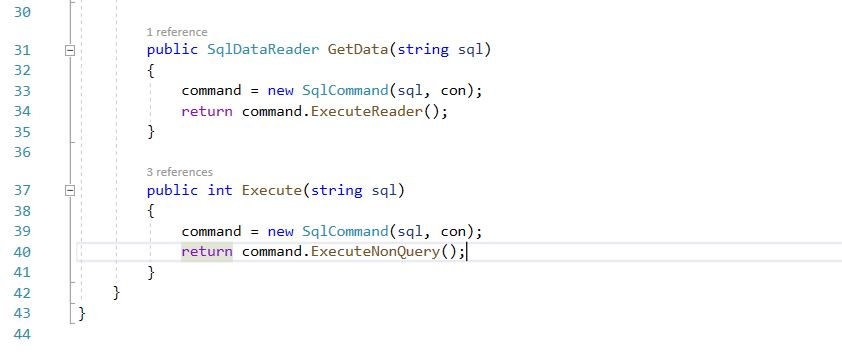 30
1 reference
31 public SqlDataReader GetData(string sql)
32 {
33 command = new SqlCommand(sql, con);
34 return command.ExecuteReader();
35 }
36
3 references
37 public int Execute(string sql)
38 {
39 command = new SqlCommand(sql, con);
40 return command.ExecuteNonQuery();
41 }
42 }
43 }
44